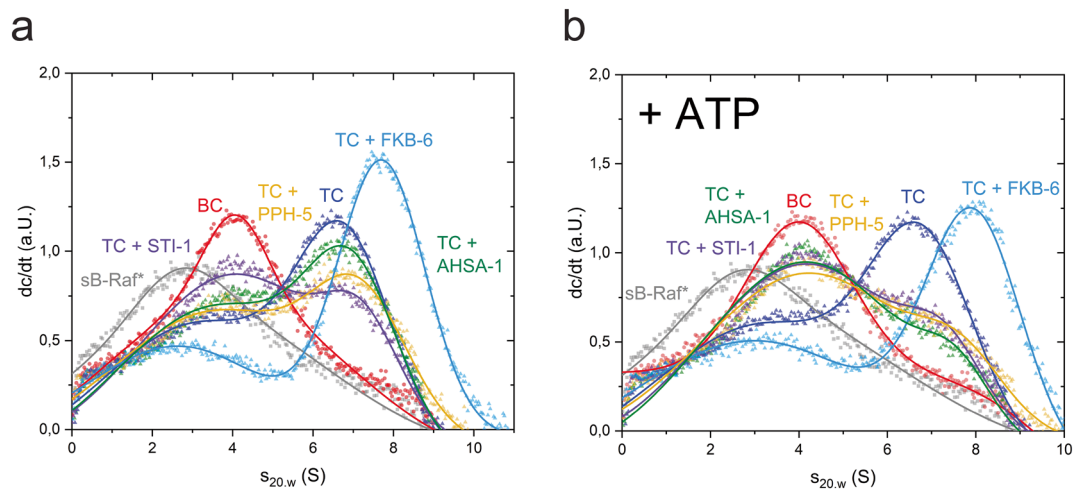 a
2,0
1,5
1,0
0,5
0,0
dc/dt (a.U.)
0
2
4
6
8
10
s20.w (S)
sB-Raf*
TC + STI-1
BC
TC +
PPH-5
TC
TC + FKB-6
TC +
AHSA-1
b
+ ATP
2,0
1,5
1,0
0,5
0,0
dc/dt (a.U.)
0
2
4
6
8
10
s20.w (S)
sB-Raf*
TC + STI-1
TC +
AHSA-1
BC
TC +
PPH-5
TC
TC + FKB-6